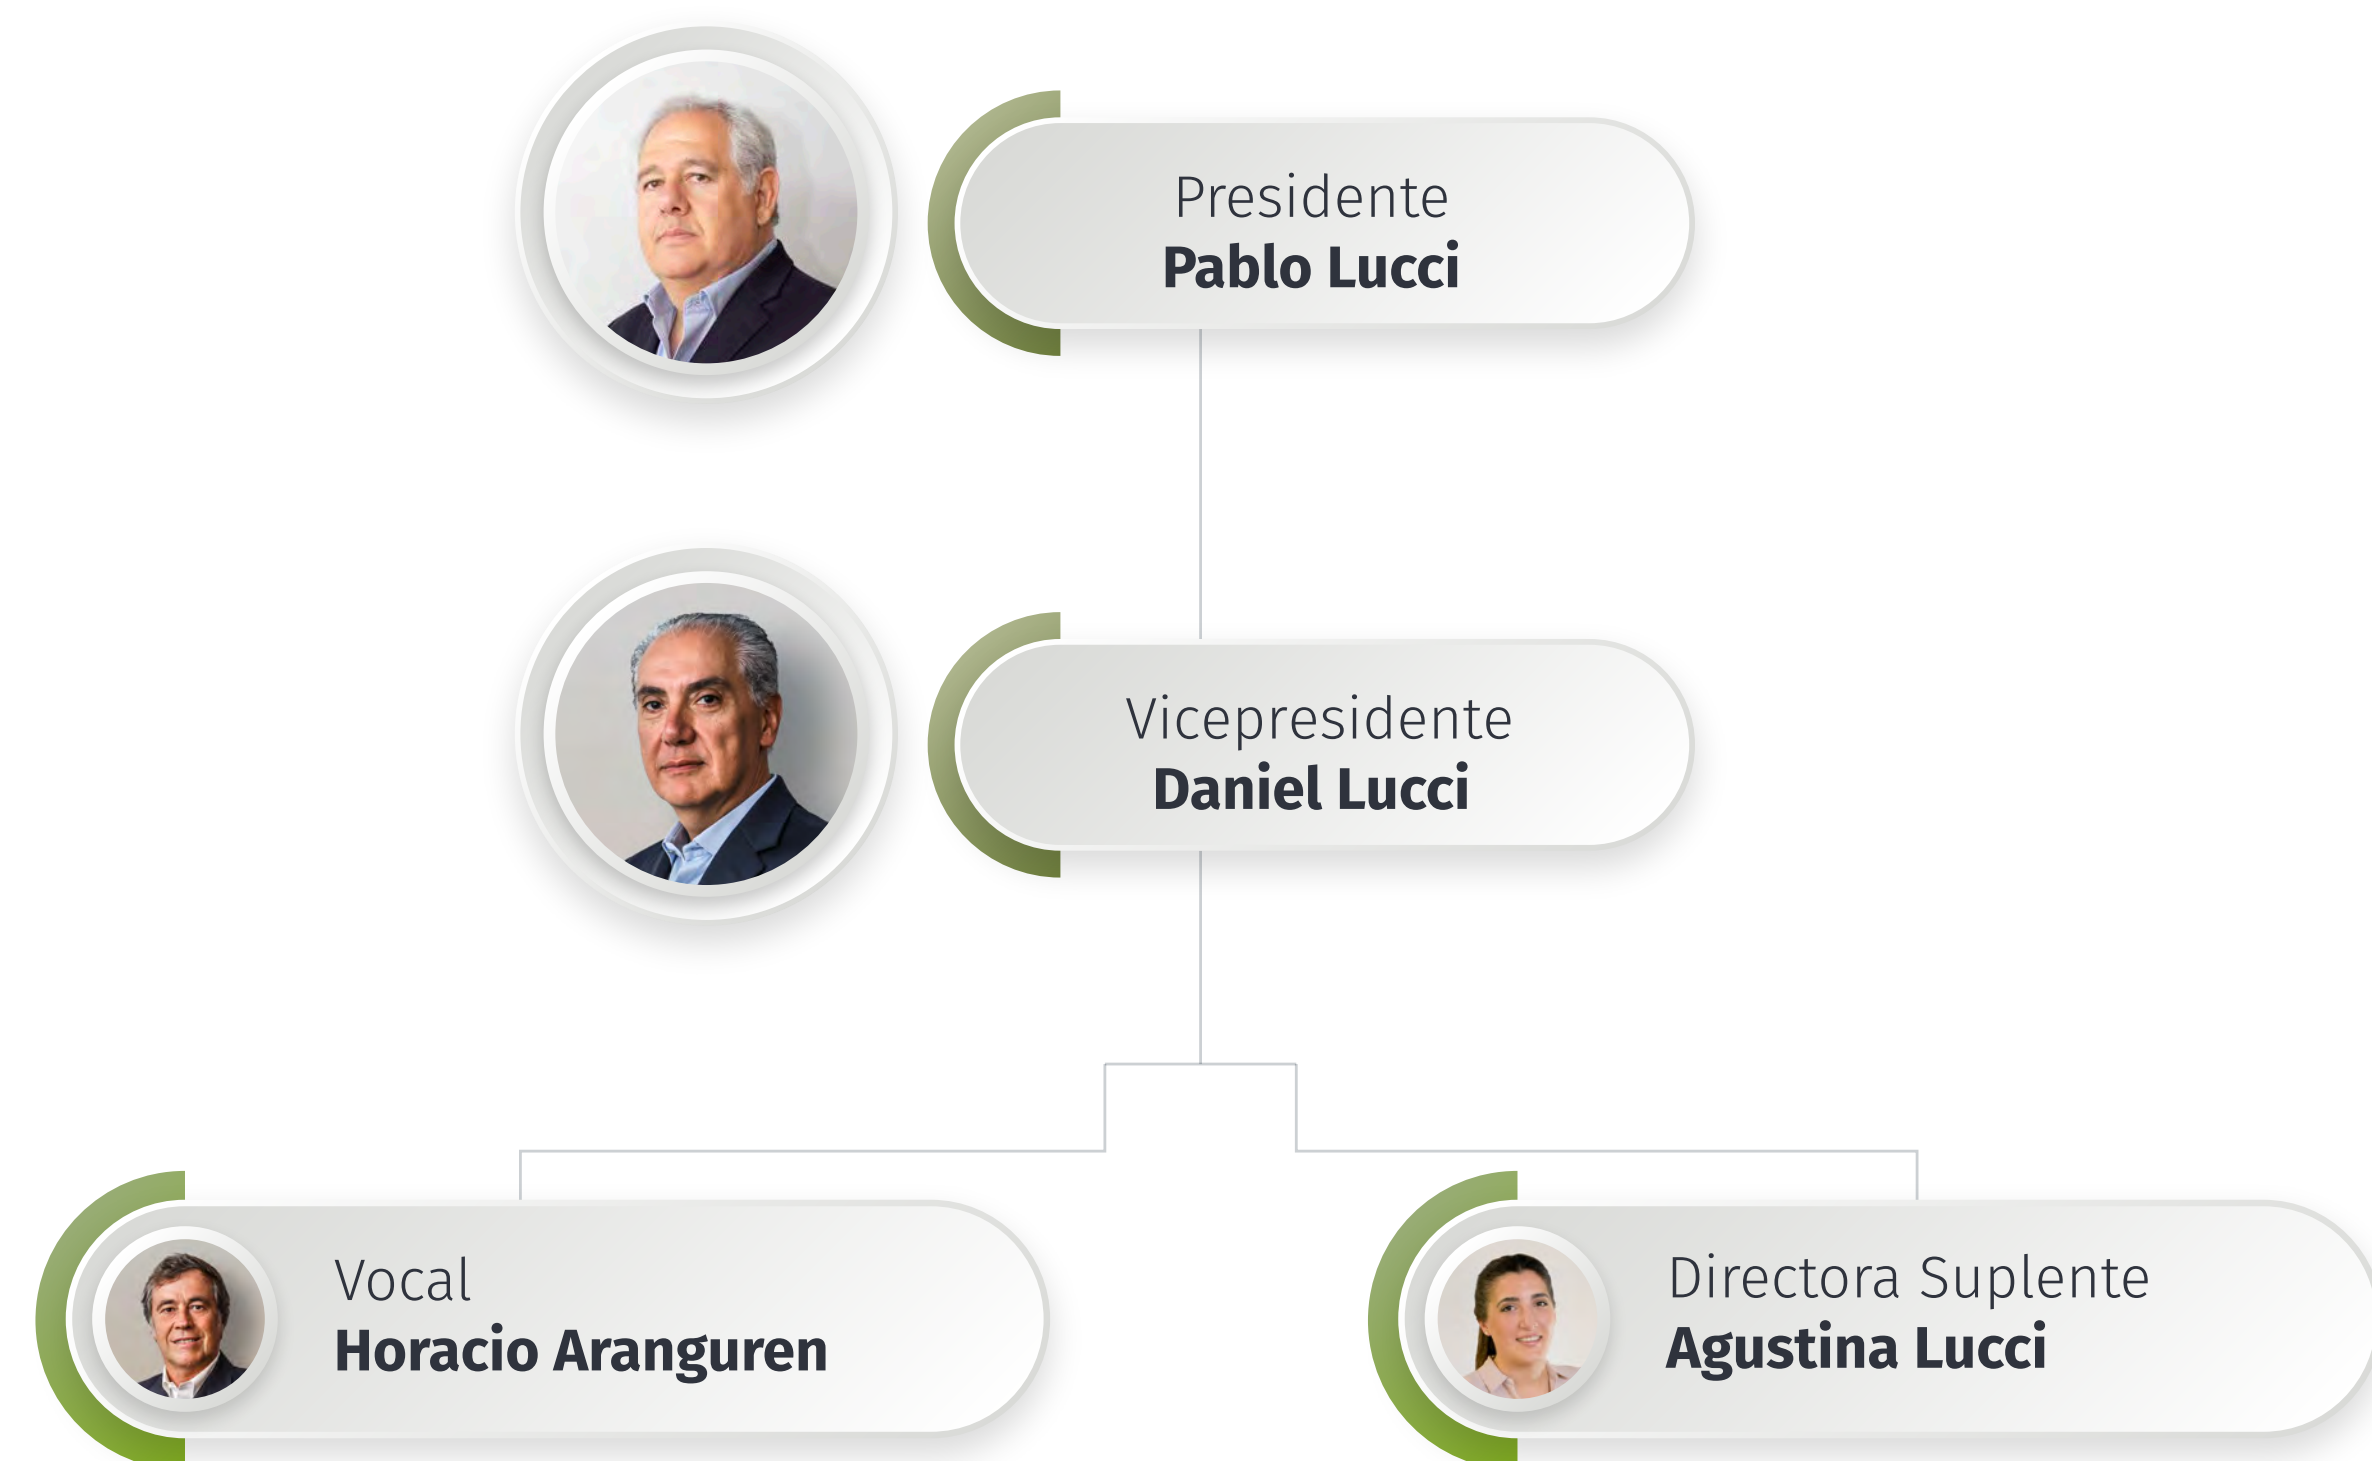 Presidente
Pablo Lucci
Vicepresidente
Daniel Lucci
Vocal
Horacio Aranguren
Directora Suplente
Agustina Lucci